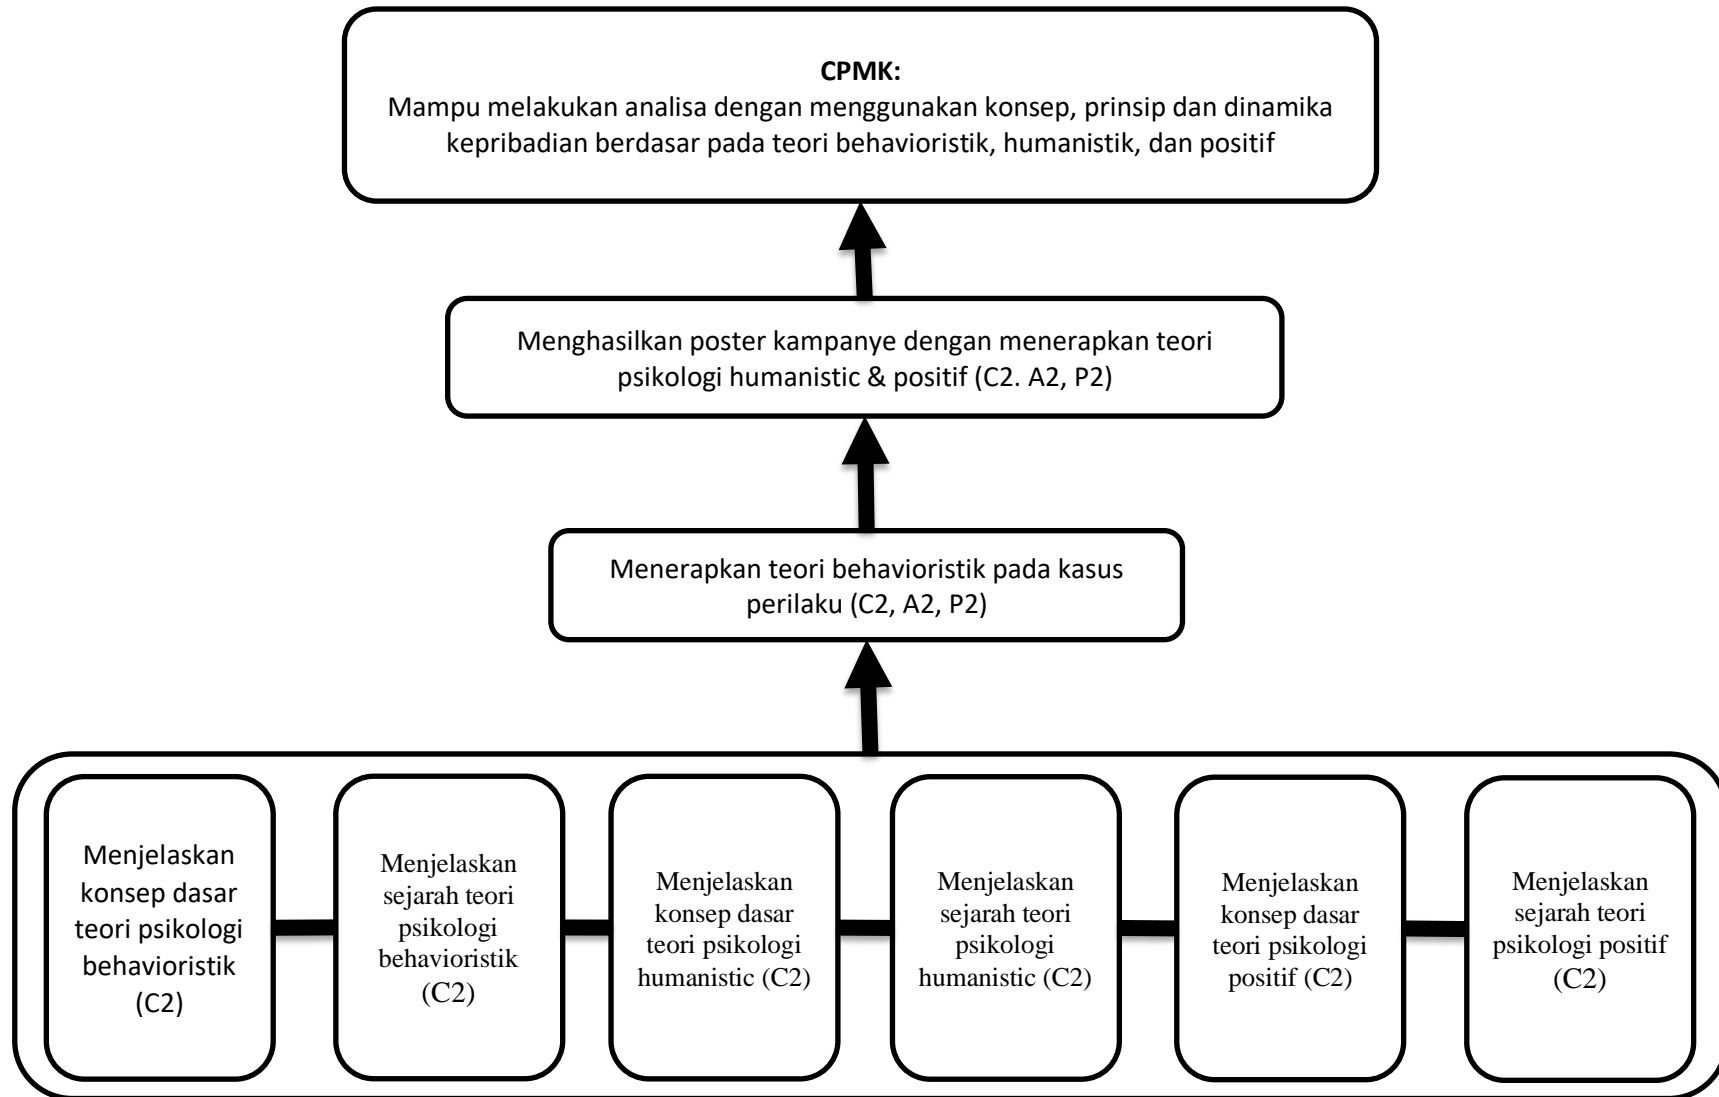 CPMK:
Mampu melakukan analisa dengan menggunakan konsep, prinsip dan dinamika
kepribadian berdasar pada teori behavioristik, humanistik, dan positif
Menghasilkan poster kampanye dengan menerapkan teori
psikologi humanistic & positif (C2. A2, P2)
Menerapkan teori behavioristik pada kasus
perilaku (C2, A2, P2)
Menjelaskan
konsep dasar
teori psikologi
behavioristik
(C2)
Menjelaskan
sejarah teori
psikologi
behavioristik
(C2)
Menjelaskan
konsep dasar
teori psikologi
humanistic (C2)
Menjelaskan
sejarah teori
psikologi
humanistic (C2)
Menjelaskan
konsep dasar
teori psikologi
positif (C2)
Menjelaskan
sejarah teori
psikologi positif
(C2)